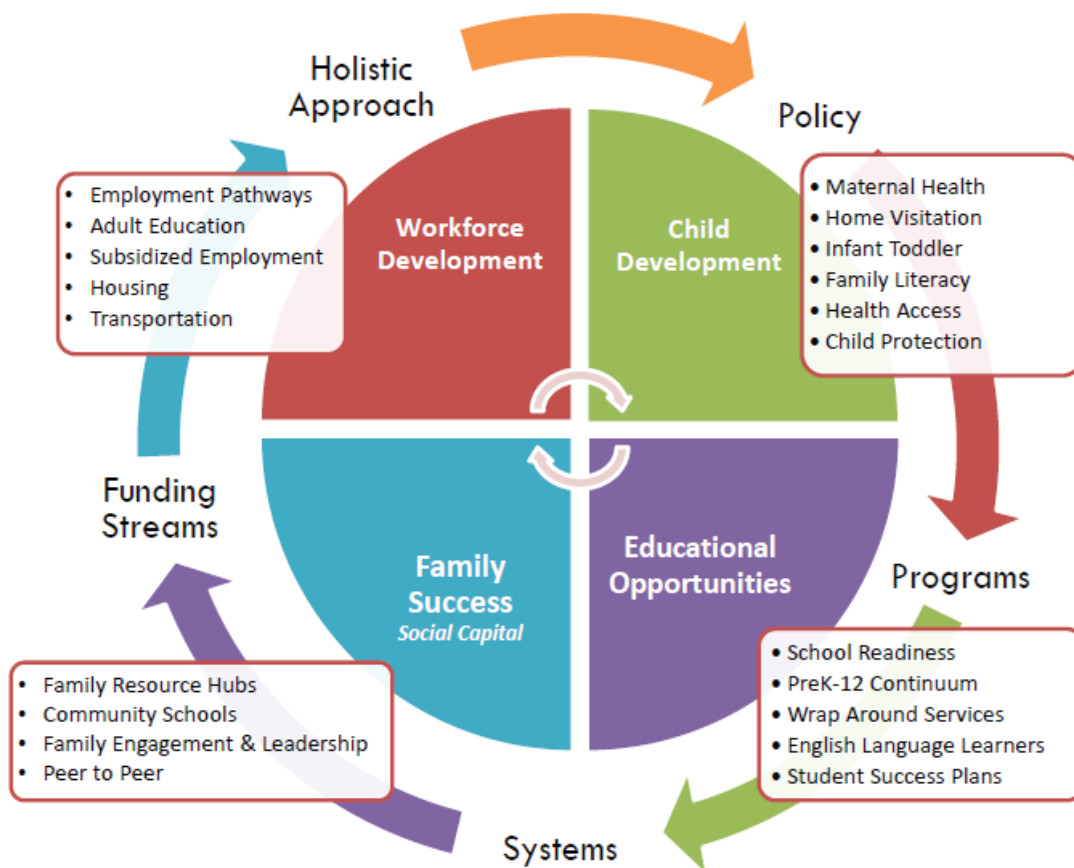 Holistic
Approach
Policy
• Employment Pathways
• Adult Education
• Subsidized Employment
• Housing
• Transportation
Workforce
Development
Child
Development
• Maternal Health
• Home Visitation
• Infant Toddler
• Family Literacy
• Health Access
• Child Protection
Funding
Streams
Family
Success
Social Capital
Educational
Opportunities
Programs
• Family Resource Hubs
• Community Schools
• Family Engagement & Leadership
• Peer to Peer
• School Readiness
• PreK-12 Continuum
• Wrap Around Services
• English Language Learners
• Student Success Plans
Systems